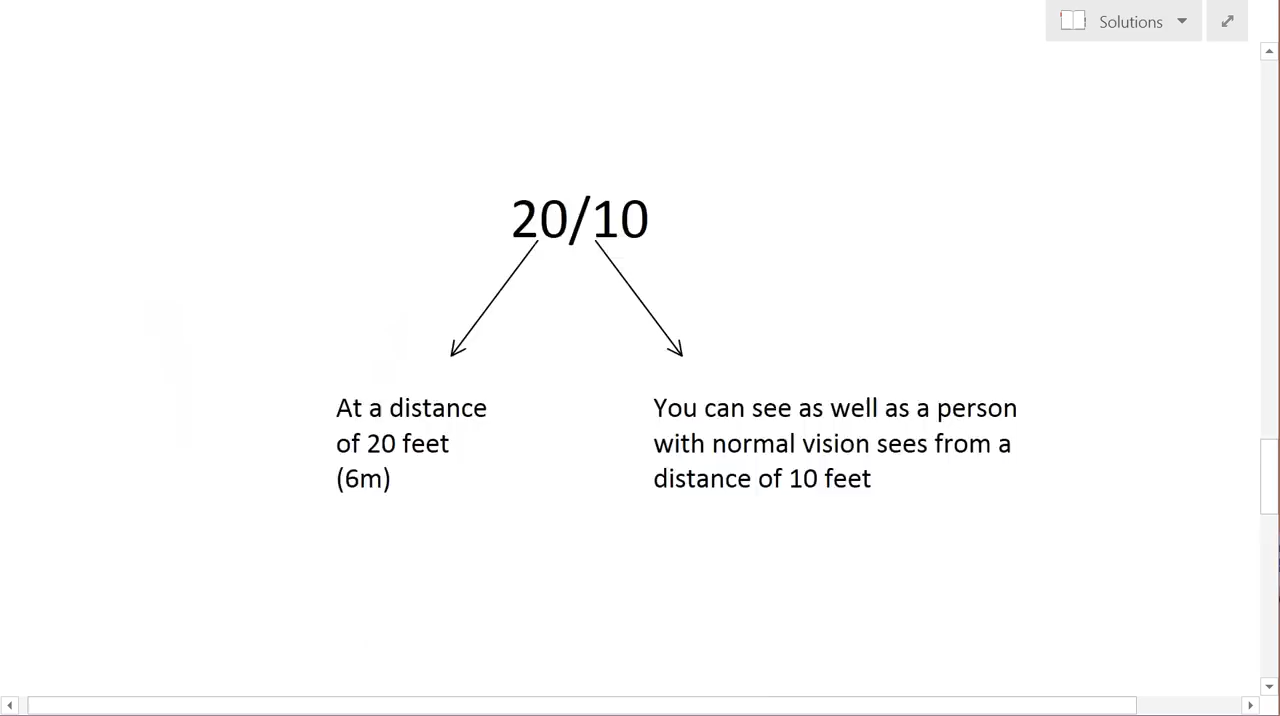 Solutions
20/10
At a distance
of 20 feet
(6m)
You can see as well as a person
with normal vision sees from a
distance of 10 feet